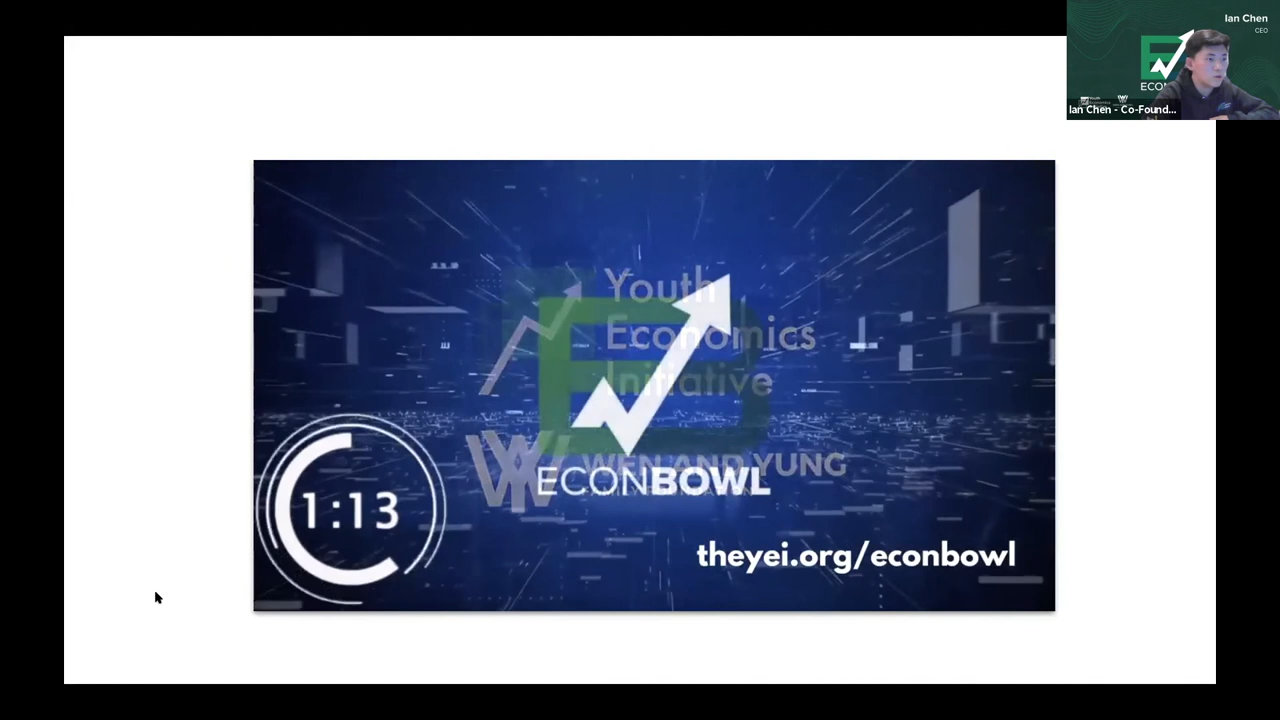 Ian Chen
CEO
ECON
Ian Chen - Co-Found...
Youth
Economics
Initiative
WEN AND YUNG
ECONBOWL
1:13
theyei.org/econbowl